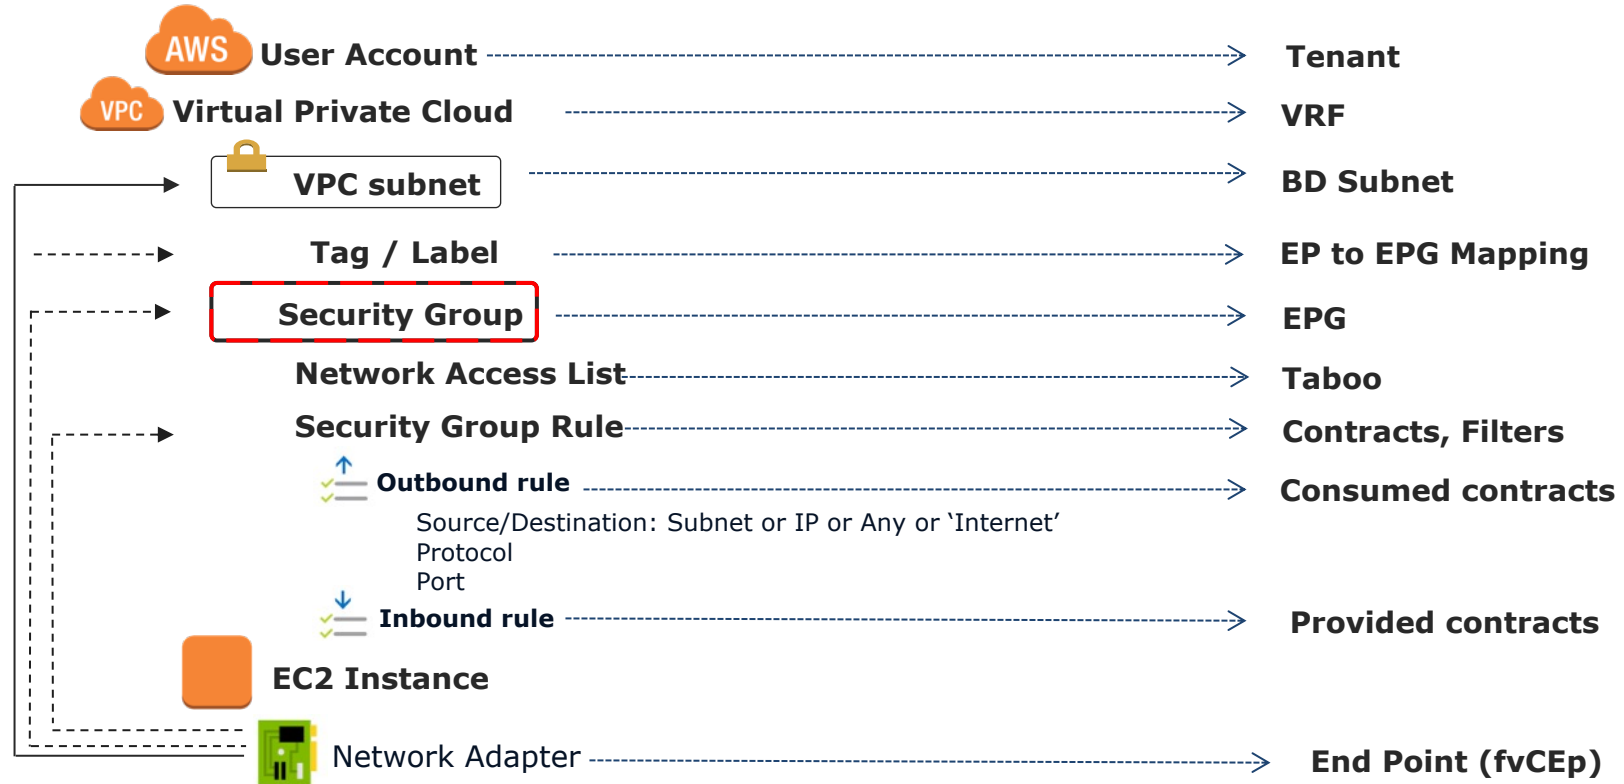 AWS User Account Tenant
VPC Virtual Private Cloud VRF
VPC subnet BD Subnet
Tag / Label EP to EPG Mapping
Security Group EPG
Network Access List Taboo
Security Group Rule Contracts, Filters
Outbound rule Consumed contracts
Source/Destination: Subnet or IP or Any or ‘Internet’
Protocol
Port
Inbound rule Provided contracts
EC2 Instance
Network Adapter End Point (fvCEp)